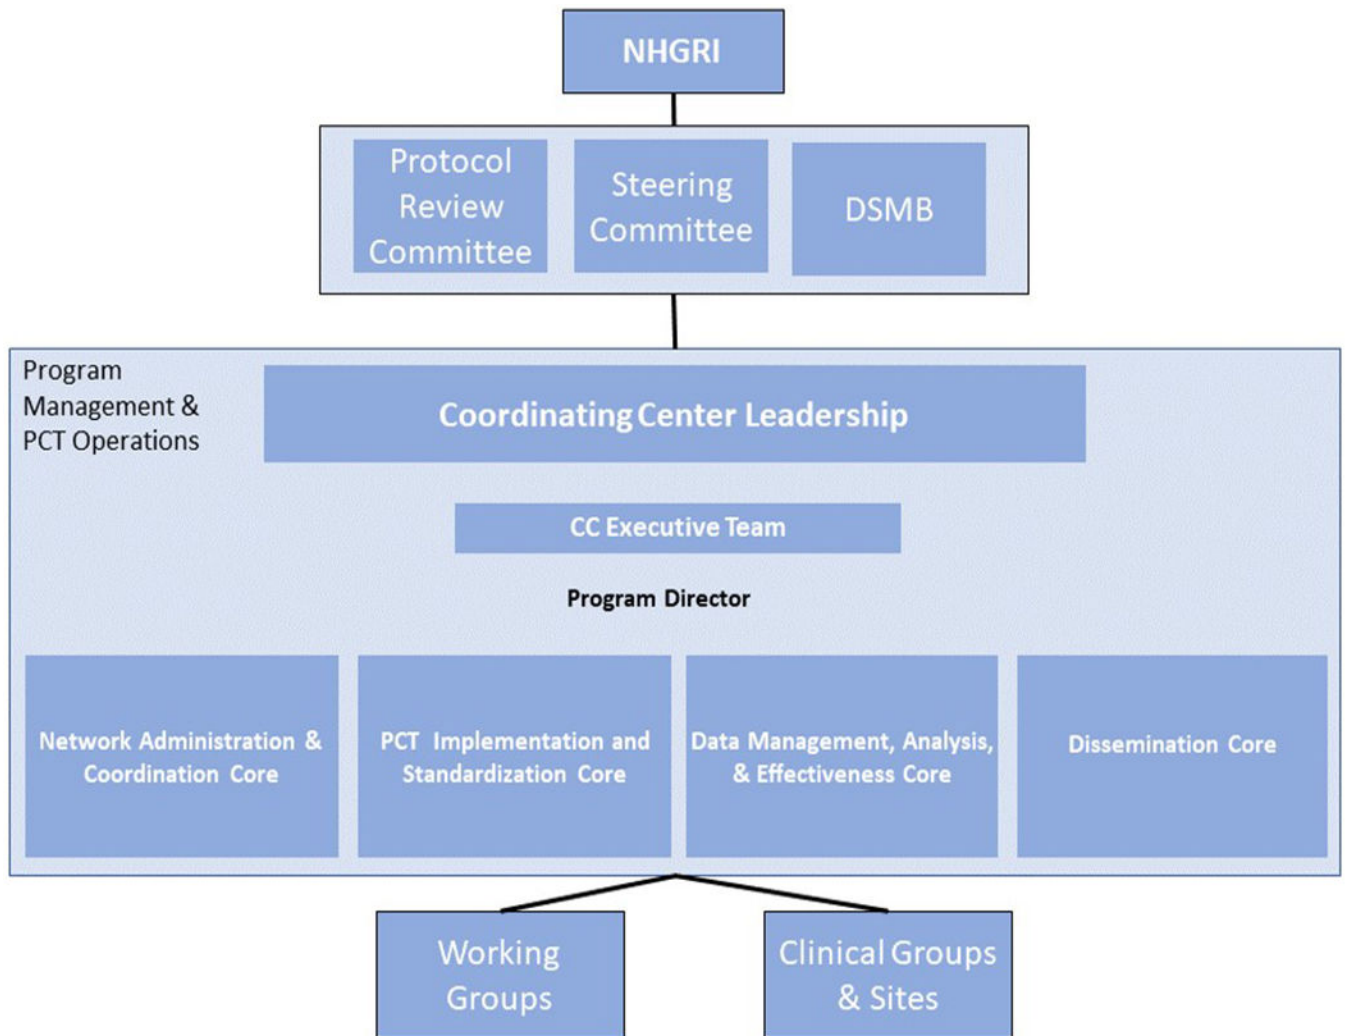 NHGRI
Protocol
Review
Committee
Steering
Committee
DSMB
Program
Management &
PCT Operations
Coordinating Center Leadership
CC Executive Team
Program Director
Network Administration &
Coordination Core
PCT Implementation and
Standardization Core
Data Management, Analysis,
& Effectiveness Core
Dissemination Core
Working
Groups
Clinical Groups
& Sites